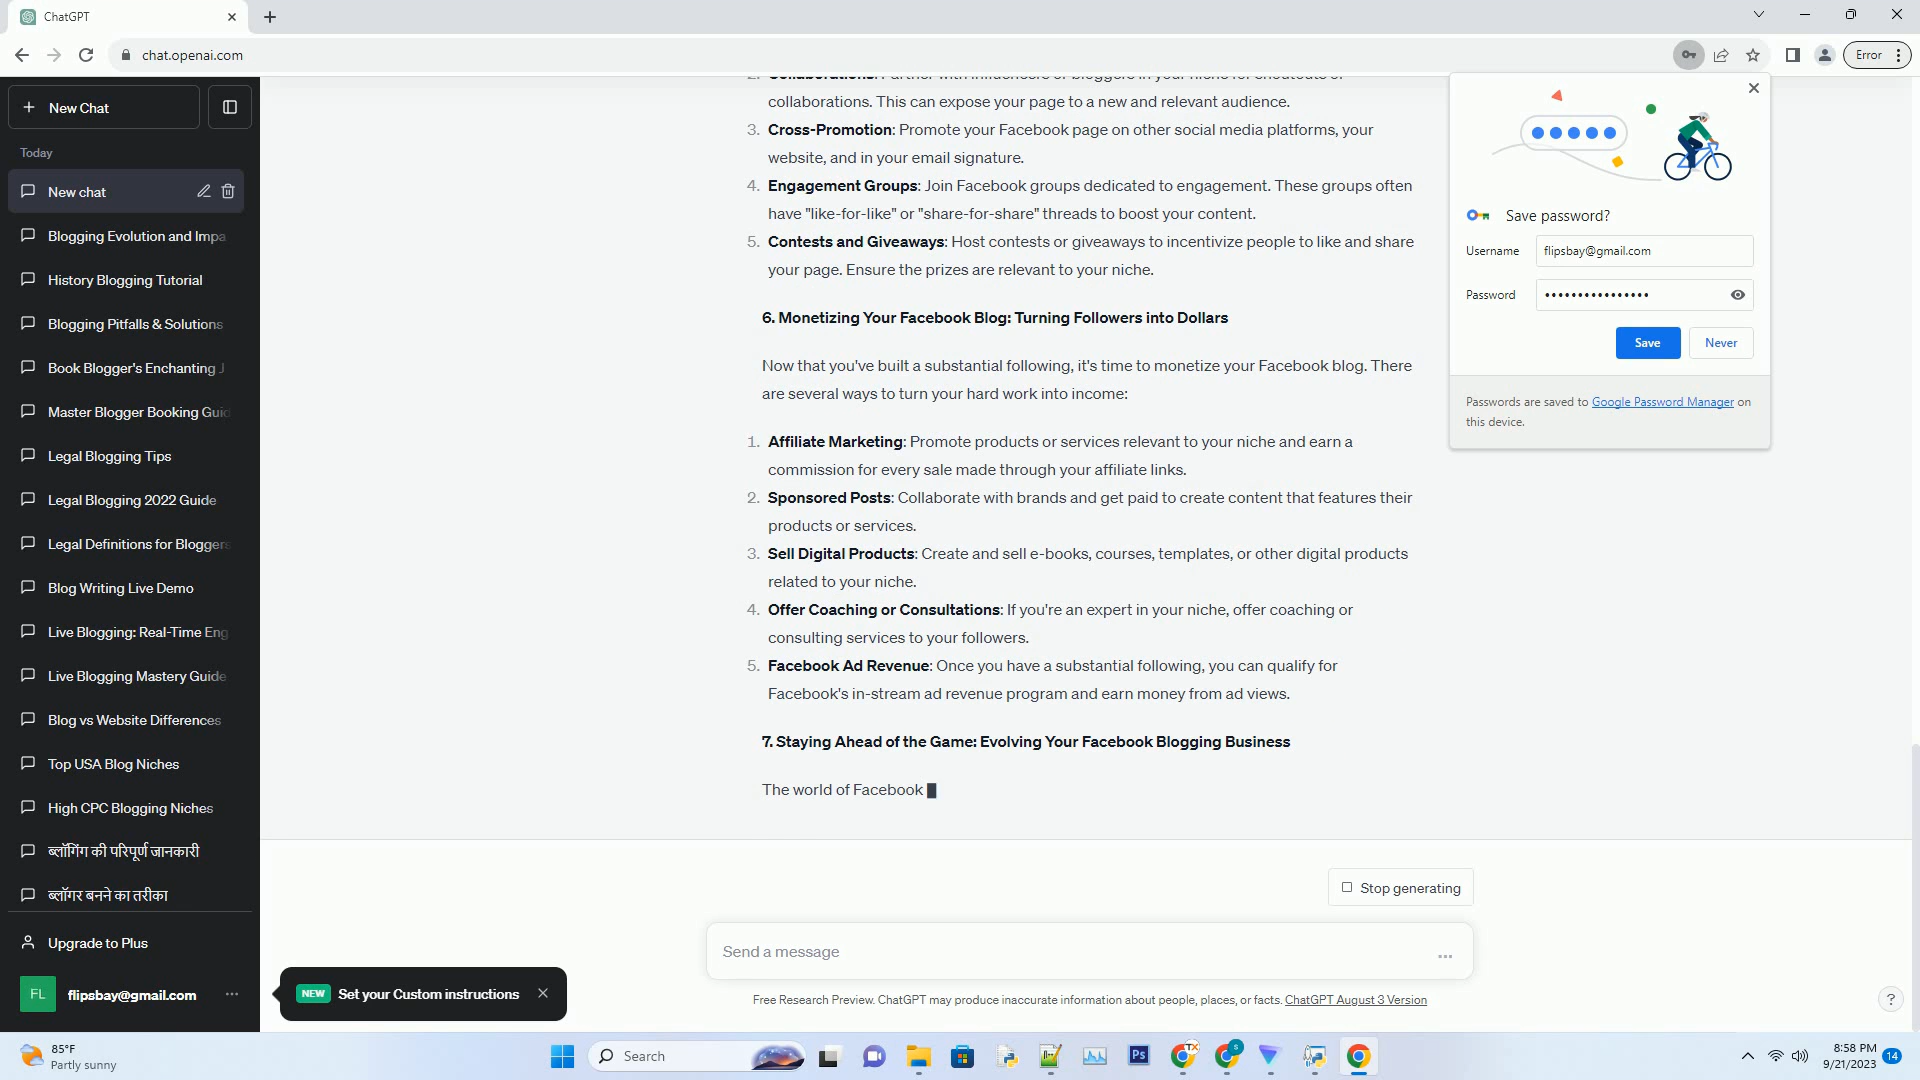 ChatGPT
chat.openai.com
Error
New Chat
Today
New chat
Blogging Evolution and Impa
History Blogging Tutorial
Blogging Pitfalls & Solutions
Book Blogger's Enchanting J
Master Blogger Booking Guid
Legal Blogging Tips
Legal Blogging 2022 Guide
Legal Definitions for Bloggers
Blog Writing Live Demo
Live Blogging: Real-Time Eng
Live Blogging Mastery Guide
Blog vs Website Differences
Top USA Blog Niches
High CPC Blogging Niches
ब्लॉगिंग की परिपूर्ण जानकारी
ब्लॉगर बनने का तरीका
Upgrade to Plus
FL flipsbay@gmail.com
NEW Set your Custom instructions
2. Collaborations: Partner with influencers or bloggers in your niche for shoutouts or
collaborations. This can expose your page to a new and relevant audience.
3. Cross-Promotion: Promote your Facebook page on other social media platforms, your
website, and in your email signature.
4. Engagement Groups: Join Facebook groups dedicated to engagement. These groups often
have "like-for-like" or "share-for-share" threads to boost your content.
5. Contests and Giveaways: Host contests or giveaways to incentivize people to like and share
your page. Ensure the prizes are relevant to your niche.
6. Monetizing Your Facebook Blog: Turning Followers into Dollars
Now that you've built a substantial following, it's time to monetize your Facebook blog. There
are several ways to turn your hard work into income:
1. Affiliate Marketing: Promote products or services relevant to your niche and earn a
commission for every sale made through your affiliate links.
2. Sponsored Posts: Collaborate with brands and get paid to create content that features their
products or services.
3. Sell Digital Products: Create and sell e-books, courses, templates, or other digital products
related to your niche.
4. Offer Coaching or Consultations: If you're an expert in your niche, offer coaching or
consulting services to your followers.
5. Facebook Ad Revenue: Once you have a substantial following, you can qualify for
Facebook's in-stream ad revenue program and earn money from ad views.
7. Staying Ahead of the Game: Evolving Your Facebook Blogging Business
The world of Facebook
Stop generating
Send a message
Free Research Preview. ChatGPT may produce inaccurate information about people, places, or facts. ChatGPT August 3 Version
?
Save password?
Username flipsbay@gmail.com
Password ••••••••••••••••
Save Never
Passwords are saved to Google Password Manager on
this device.
85°F
Partly sunny
Search
Ps
TX
S
8:58 PM
9/21/2023
14